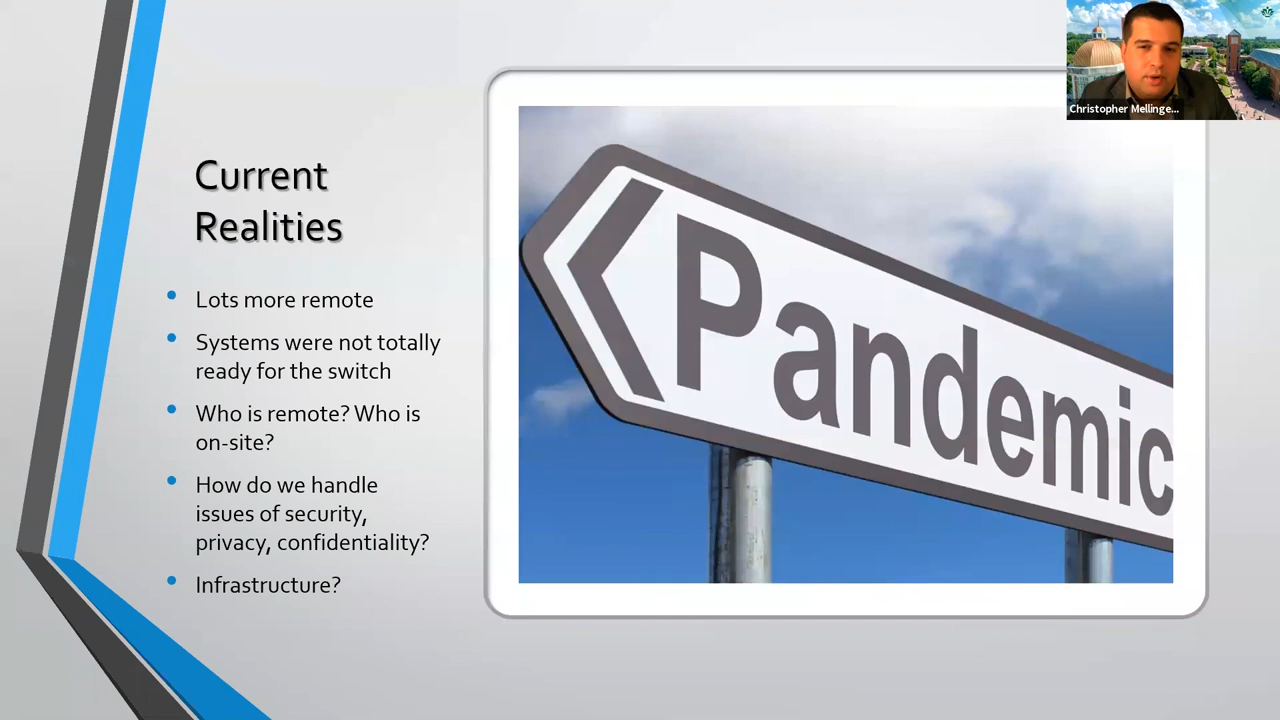 Current
Realities
Lots more remote
Systems were not totally
ready for the switch
Who is remote? Who is
on-site?
How do we handle
issues of security,
privacy, confidentiality?
Infrastructure?
Pandemic
Christopher Mellinge...